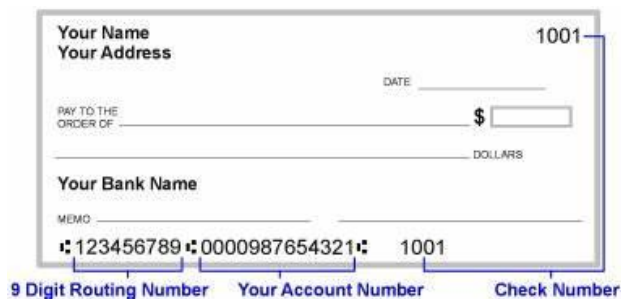 Your Name 1001
Your Address
DATE
PAY TO THE
ORDER OF $
DOLLARS
Your Bank Name
MEMO
⑆123456789⑆0000987654321⑆ 1001
9 Digit Routing Number Your Account Number Check Number